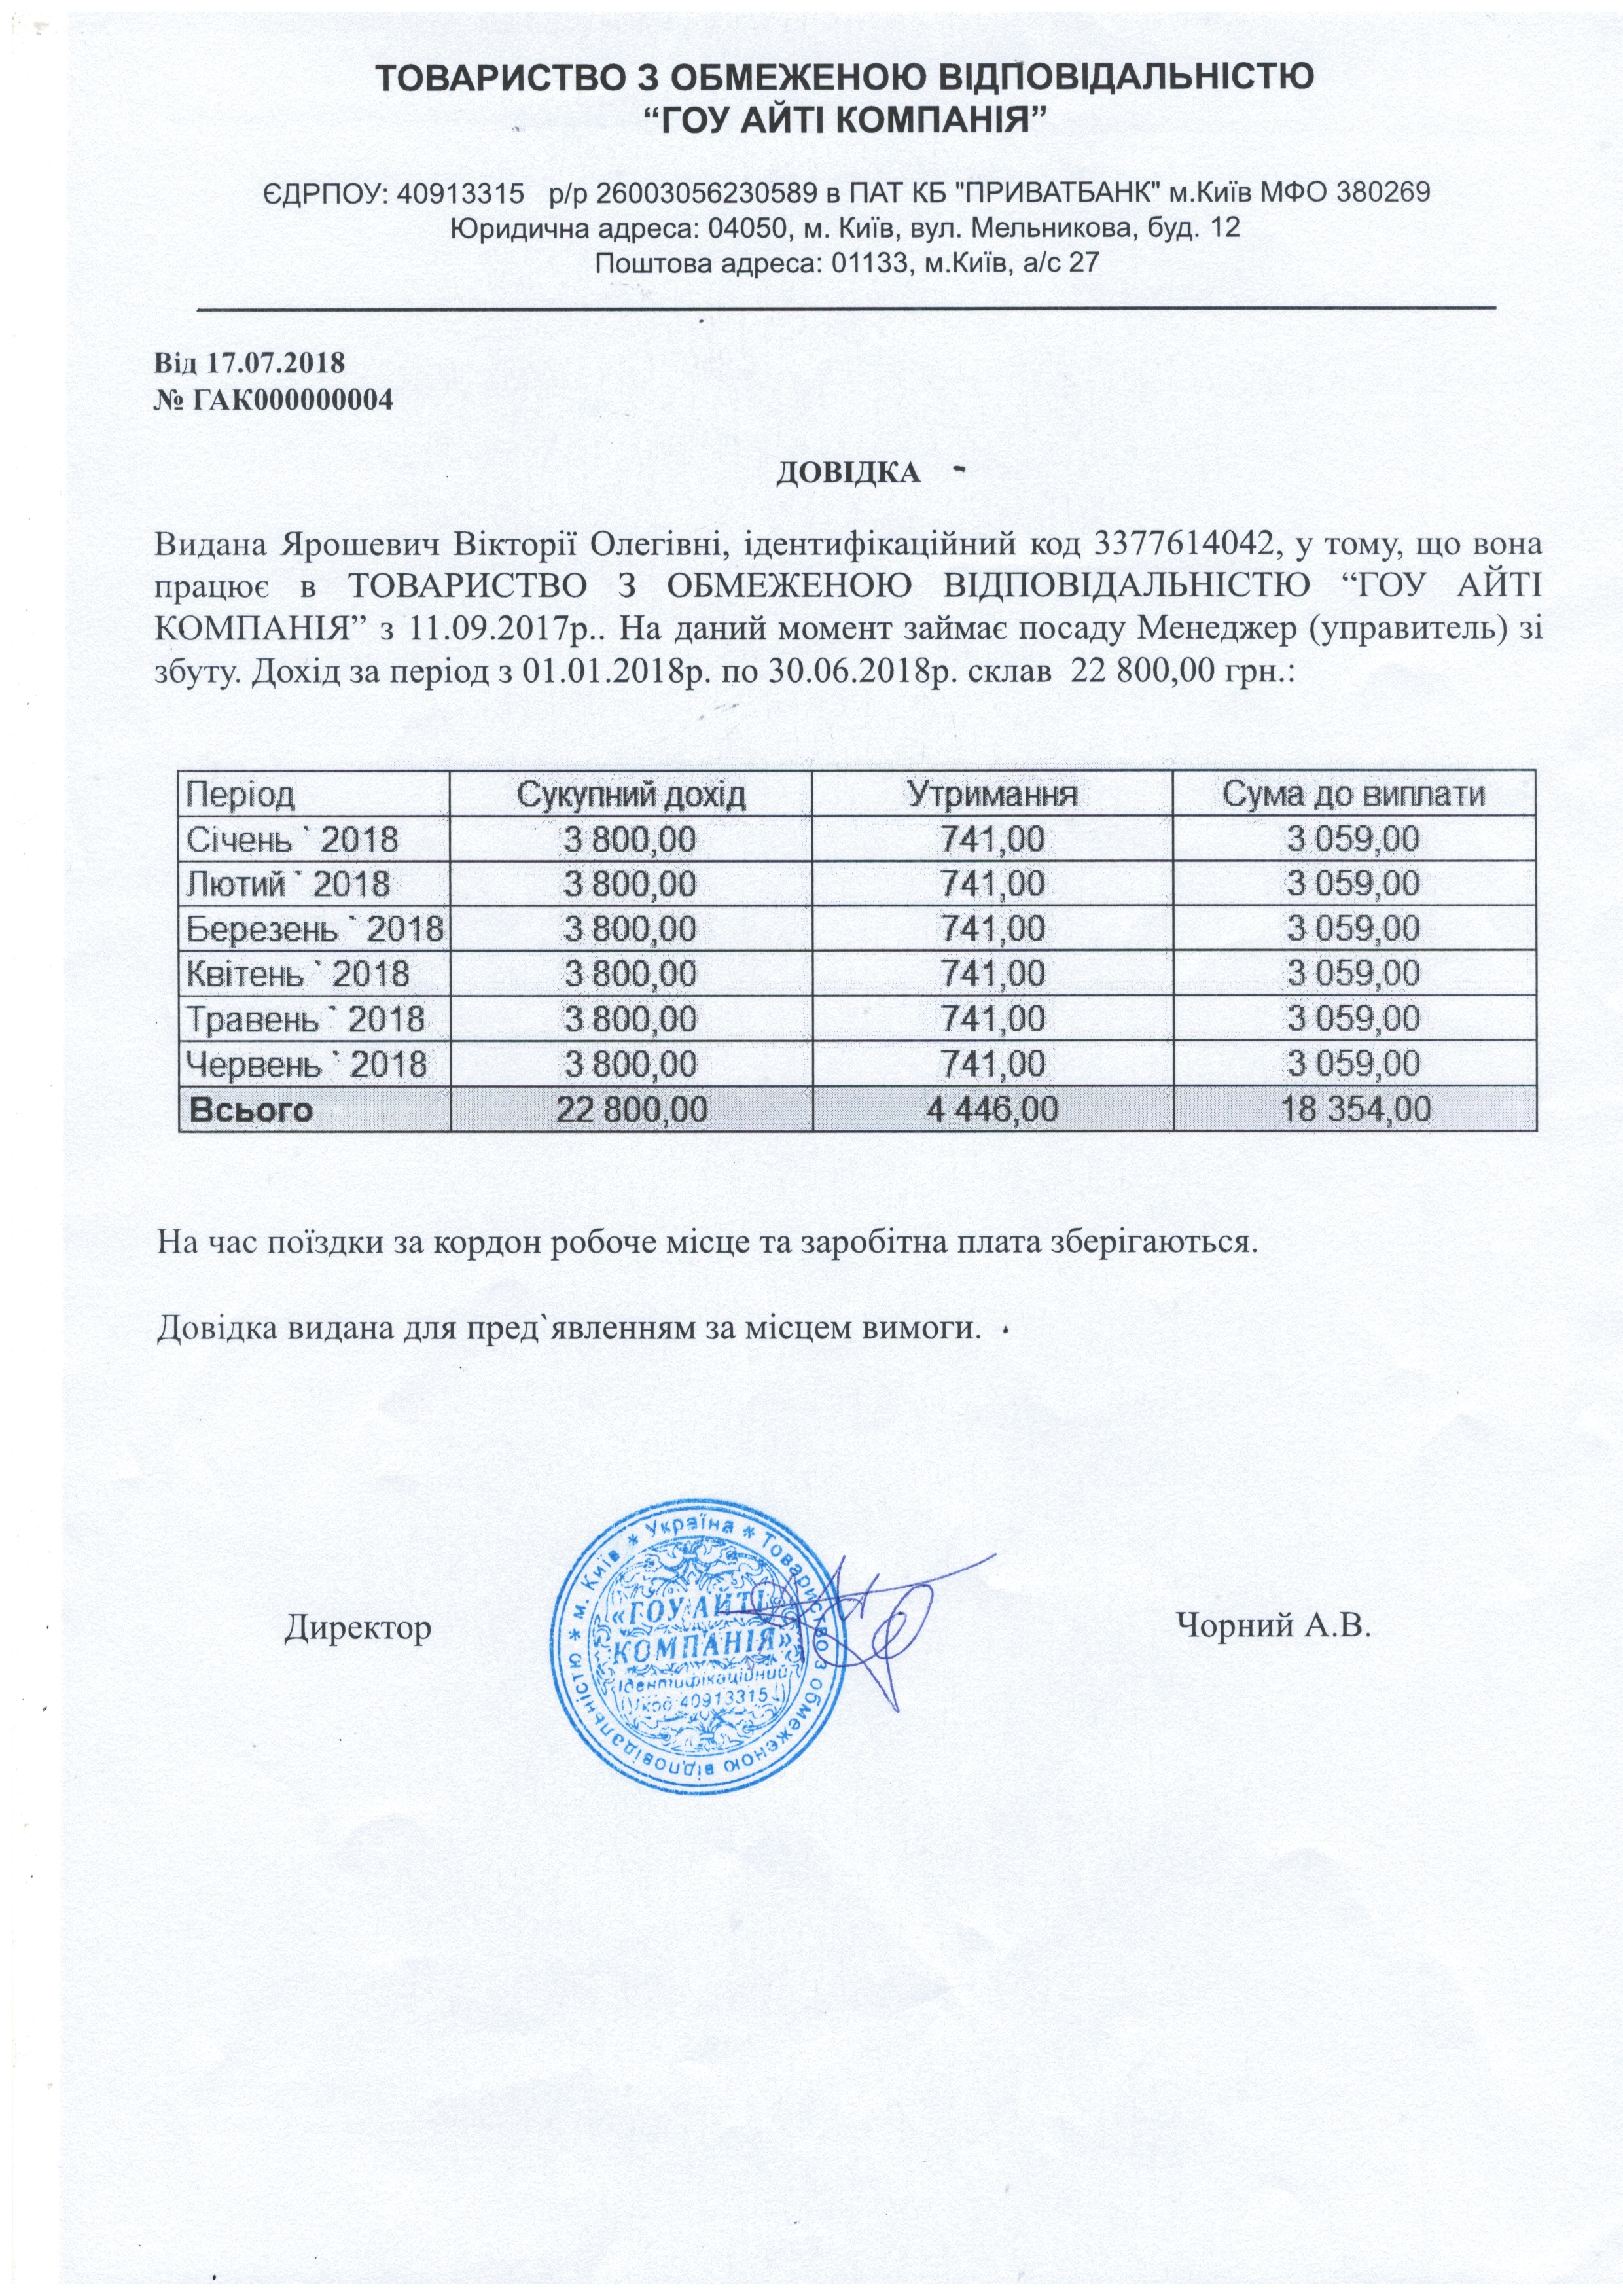 ТОВАРИСТВО З ОБМЕЖЕНОЮ ВІДПОВІДАЛЬНІСТЮ
“ГОУ АЙТІ КОМПАНІЯ”
ЄДРПОУ: 40913315 р/р 26003056230589 в ПАТ КБ "ПРИВАТБАНК" м.Київ МФО 380269
Юридична адреса: 04050, м. Київ, вул. Мельникова, буд. 12
Поштова адреса: 01133, м.Київ, а/с 27
Від 17.07.2018
№ ГАК000000004
ДОВІДКА
Видана Ярошевич Вікторії Олегівні, ідентифікаційний код 3377614042, у тому, що вона
працює в ТОВАРИСТВО З ОБМЕЖЕНОЮ ВІДПОВІДАЛЬНІСТЮ “ГОУ АЙТІ
КОМПАНІЯ” з 11.09.2017р.. На даний момент займає посаду Менеджер (управитель) зі
збуту. Дохід за період з 01.01.2018р. по 30.06.2018р. склав 22 800,00 грн.:
Період Сукупний дохід Утримання Сума до виплати
Січень ` 2018 3 800,00 741,00 3 059,00
Лютий ` 2018 3 800,00 741,00 3 059,00
Березень ` 2018 3 800,00 741,00 3 059,00
Квітень ` 2018 3 800,00 741,00 3 059,00
Травень ` 2018 3 800,00 741,00 3 059,00
Червень ` 2018 3 800,00 741,00 3 059,00
Всього 22 800,00 4 446,00 18 354,00
На час поїздки за кордон робоче місце та заробітна плата зберігаються.
Довідка видана для пред`явленням за місцем вимоги.
Директор
* м. Київ * Україна * Товариство з обмеженою відповідальністю
«ГОУ АЙТІ
КОМПАНІЯ»
Ідентифікаційний
код 40913315
Чорний А.В.